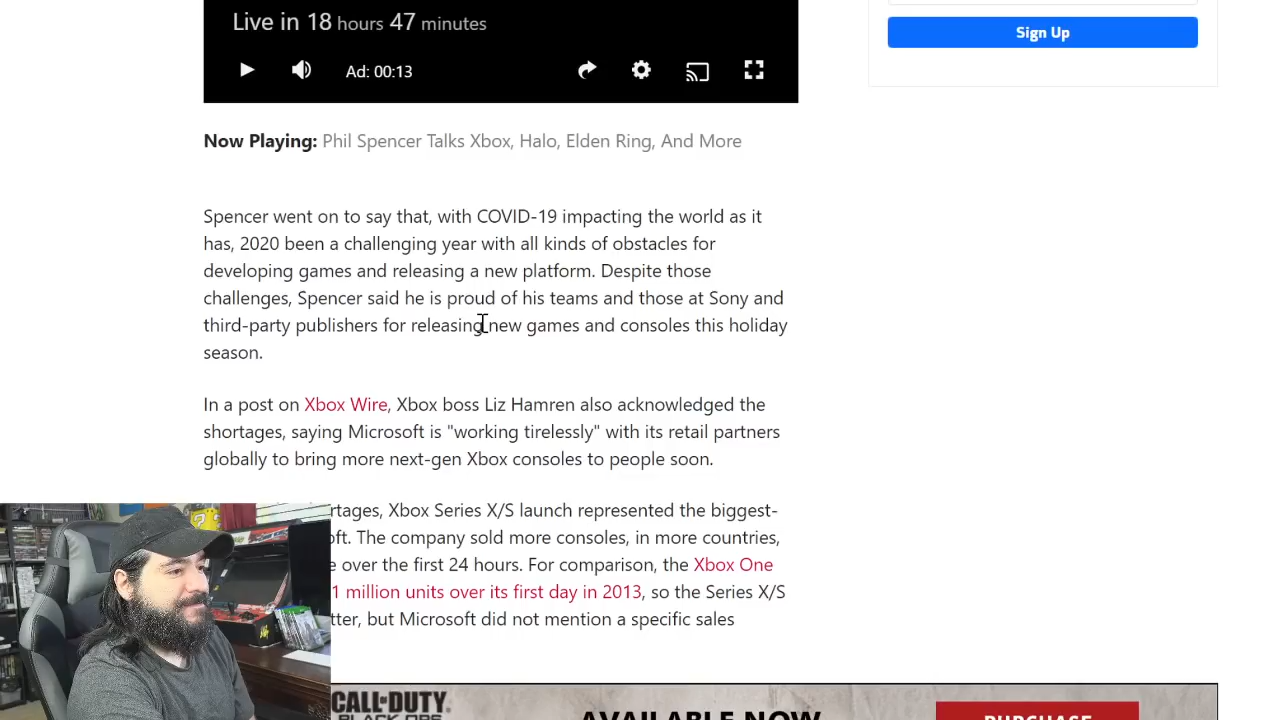 Live in 18 hours 47 minutes
Sign Up
Ad: 00:13
Now Playing: Phil Spencer Talks Xbox, Halo, Elden Ring, And More
Spencer went on to say that, with COVID-19 impacting the world as it
has, 2020 been a challenging year with all kinds of obstacles for
developing games and releasing a new platform. Despite those
challenges, Spencer said he is proud of his teams and those at Sony and
third-party publishers for releasing new games and consoles this holiday
season.
In a post on Xbox Wire, Xbox boss Liz Hamren also acknowledged the
shortages, saying Microsoft is "working tirelessly" with its retail partners
globally to bring more next-gen Xbox consoles to people soon.
Xbox Series X/S launch represented the biggest-
The company sold more consoles, in more countries,
over the first 24 hours. For comparison, the Xbox One
1 million units over its first day in 2013, so the Series X/S
but Microsoft did not mention a specific sales
CALL OF DUTY
BLACK OPS
AVAILABLE NOW
PURCHASE